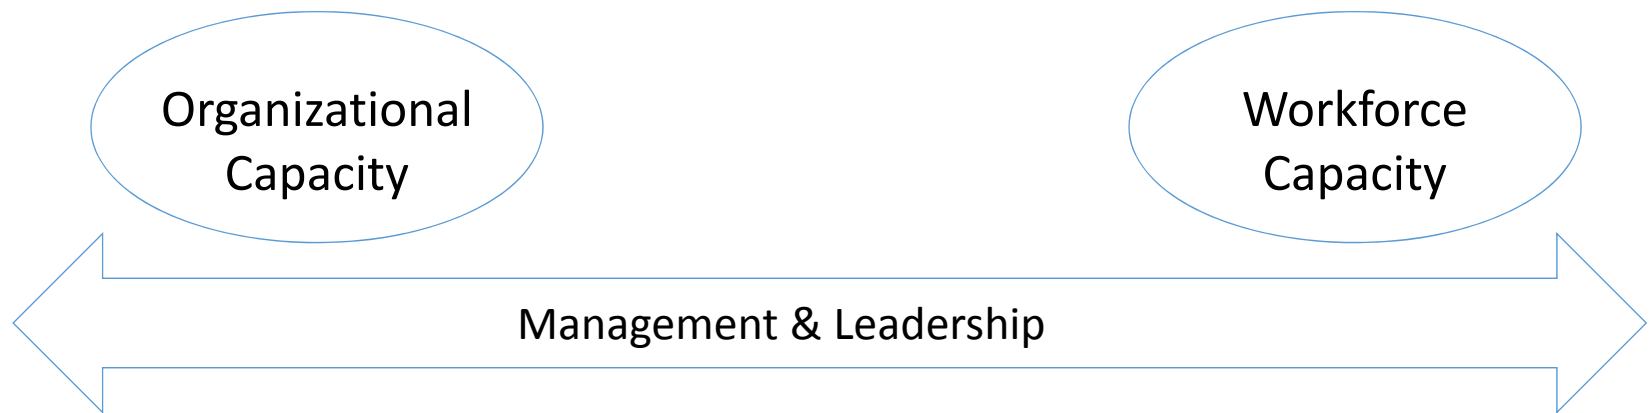 Organizational
Capacity
Workforce
Capacity
Management & Leadership